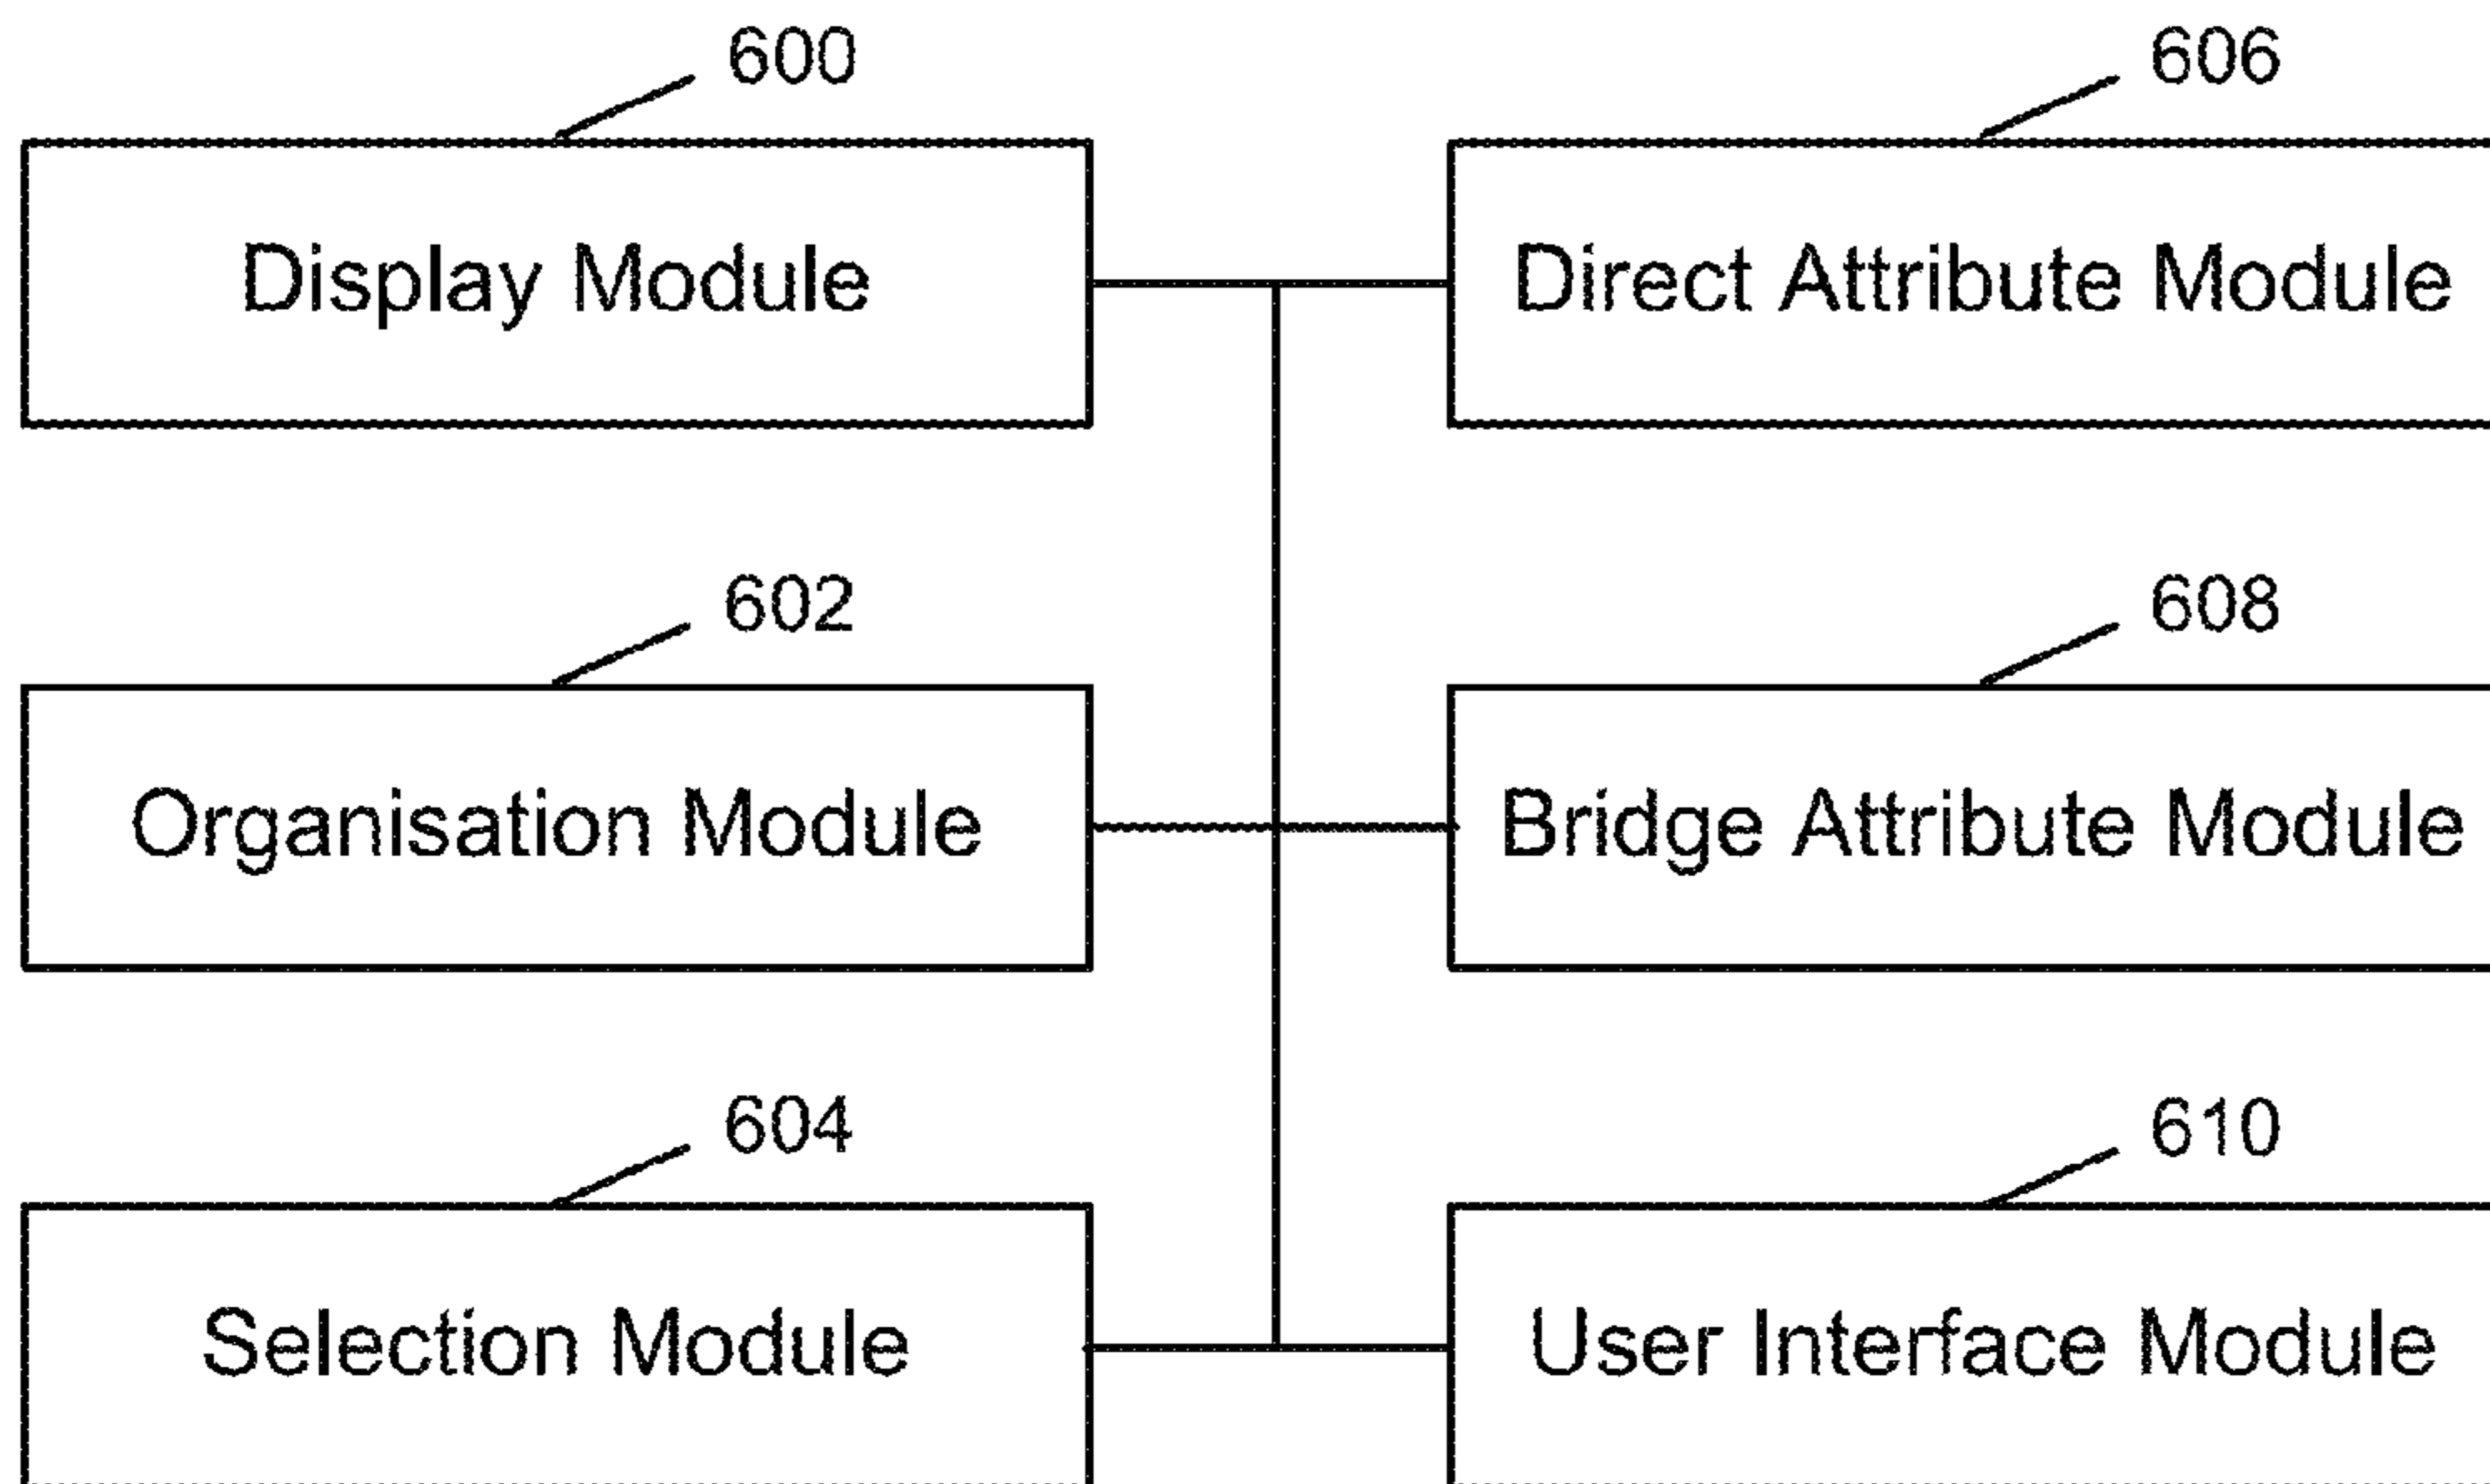 600
606
Display Module
Direct Attribute Module
602
608
Organisation Module
Bridge Attribute Module
604
610
Selection Module
User Interface Module